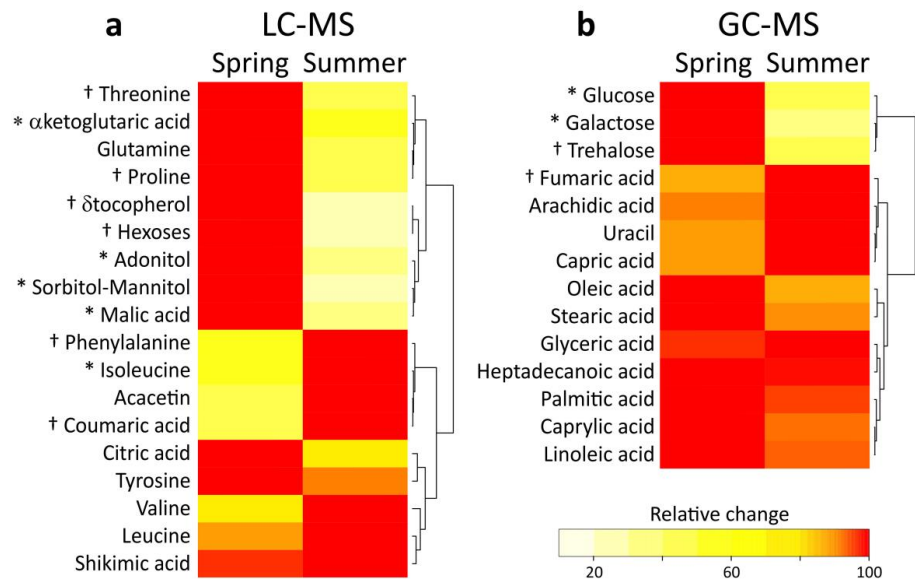 a LC-MS
Spring Summer
† Threonine
* αketoglutaric acid
Glutamine
† Proline
† δtocopherol
† Hexoses
* Adonitol
* Sorbitol-Mannitol
* Malic acid
† Phenylalanine
* Isoleucine
Acacetin
† Coumaric acid
Citric acid
Tyrosine
Valine
Leucine
Shikimic acid
b GC-MS
Spring Summer
* Glucose
* Galactose
† Trehalose
† Fumaric acid
Arachidic acid
Uracil
Capric acid
Oleic acid
Stearic acid
Glyceric acid
Heptadecanoic acid
Palmitic acid
Caprylic acid
Linoleic acid
Relative change
20 60 100